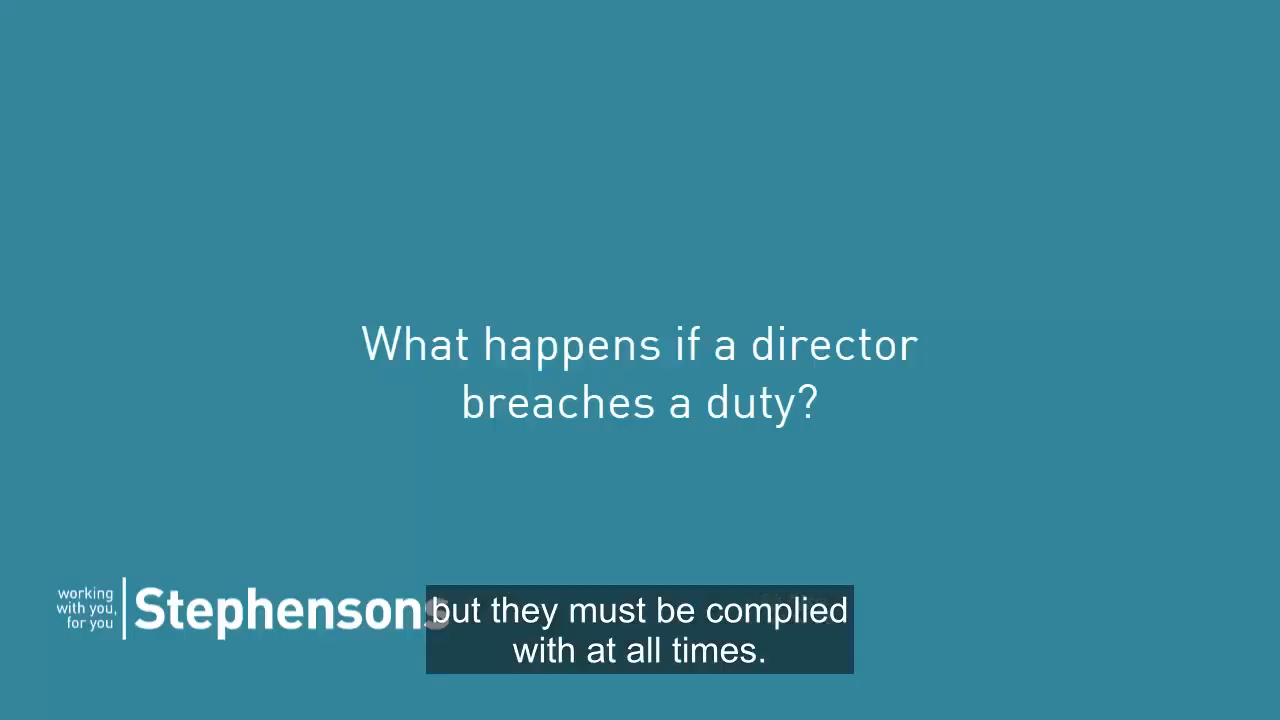 What happens if a director
breaches a duty?
working
with you,
for you
Stephensons
but they must be complied
with at all times.